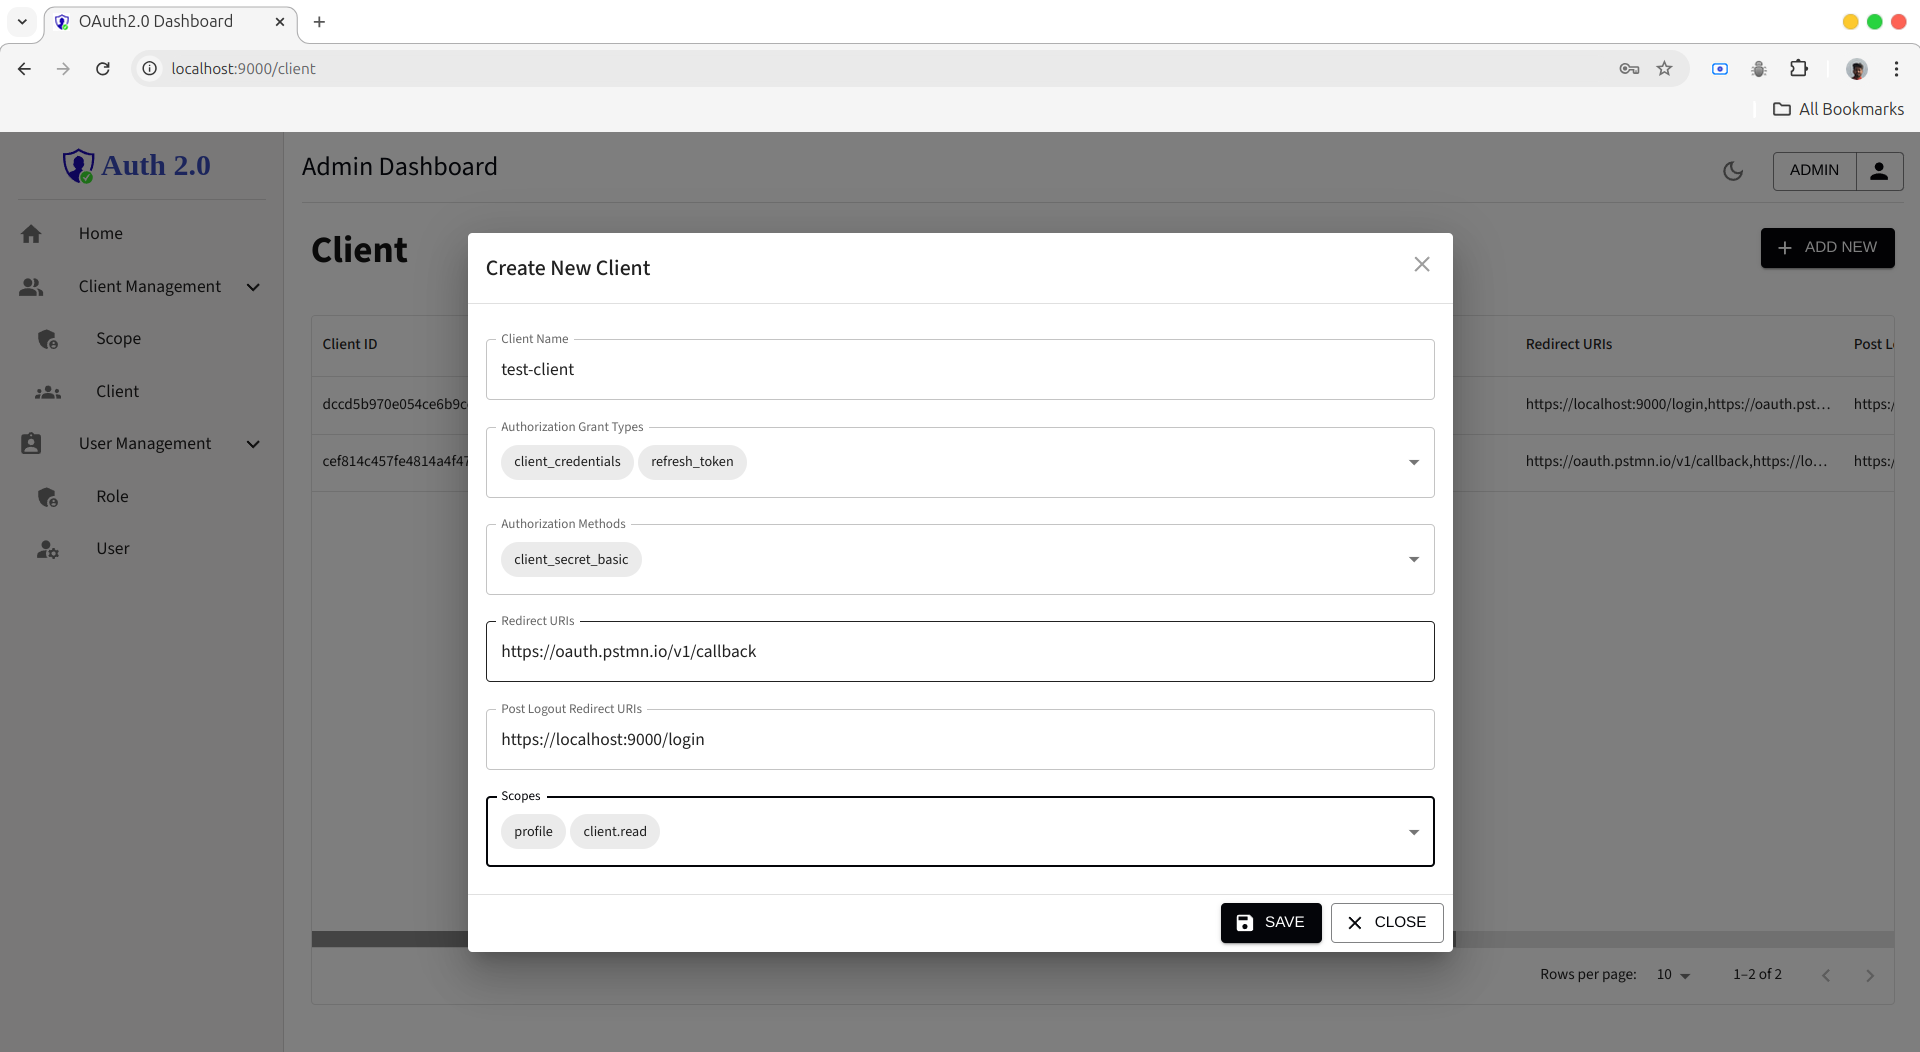 OAuth2.0 Dashboard
localhost:9000/client
All Bookmarks
Auth 2.0
Admin Dashboard
ADMIN
Home
Client Management
Scope
Client
User Management
Role
User
Client
ADD NEW
Client ID
Redirect URIs
Post L
dccd5b970e054ce6b9c
https://localhost:9000/login,https://oauth.pst...
https:/
cef814c457fe4814a4f47
https://oauth.pstmn.io/v1/callback,https://lo...
https:/
Create New Client
Client Name
test-client
Authorization Grant Types
client_credentials refresh_token
Authorization Methods
client_secret_basic
Redirect URIs
https://oauth.pstmn.io/v1/callback
Post Logout Redirect URIs
https://localhost:9000/login
Scopes
profile client.read
SAVE CLOSE
Rows per page: 10 1–2 of 2